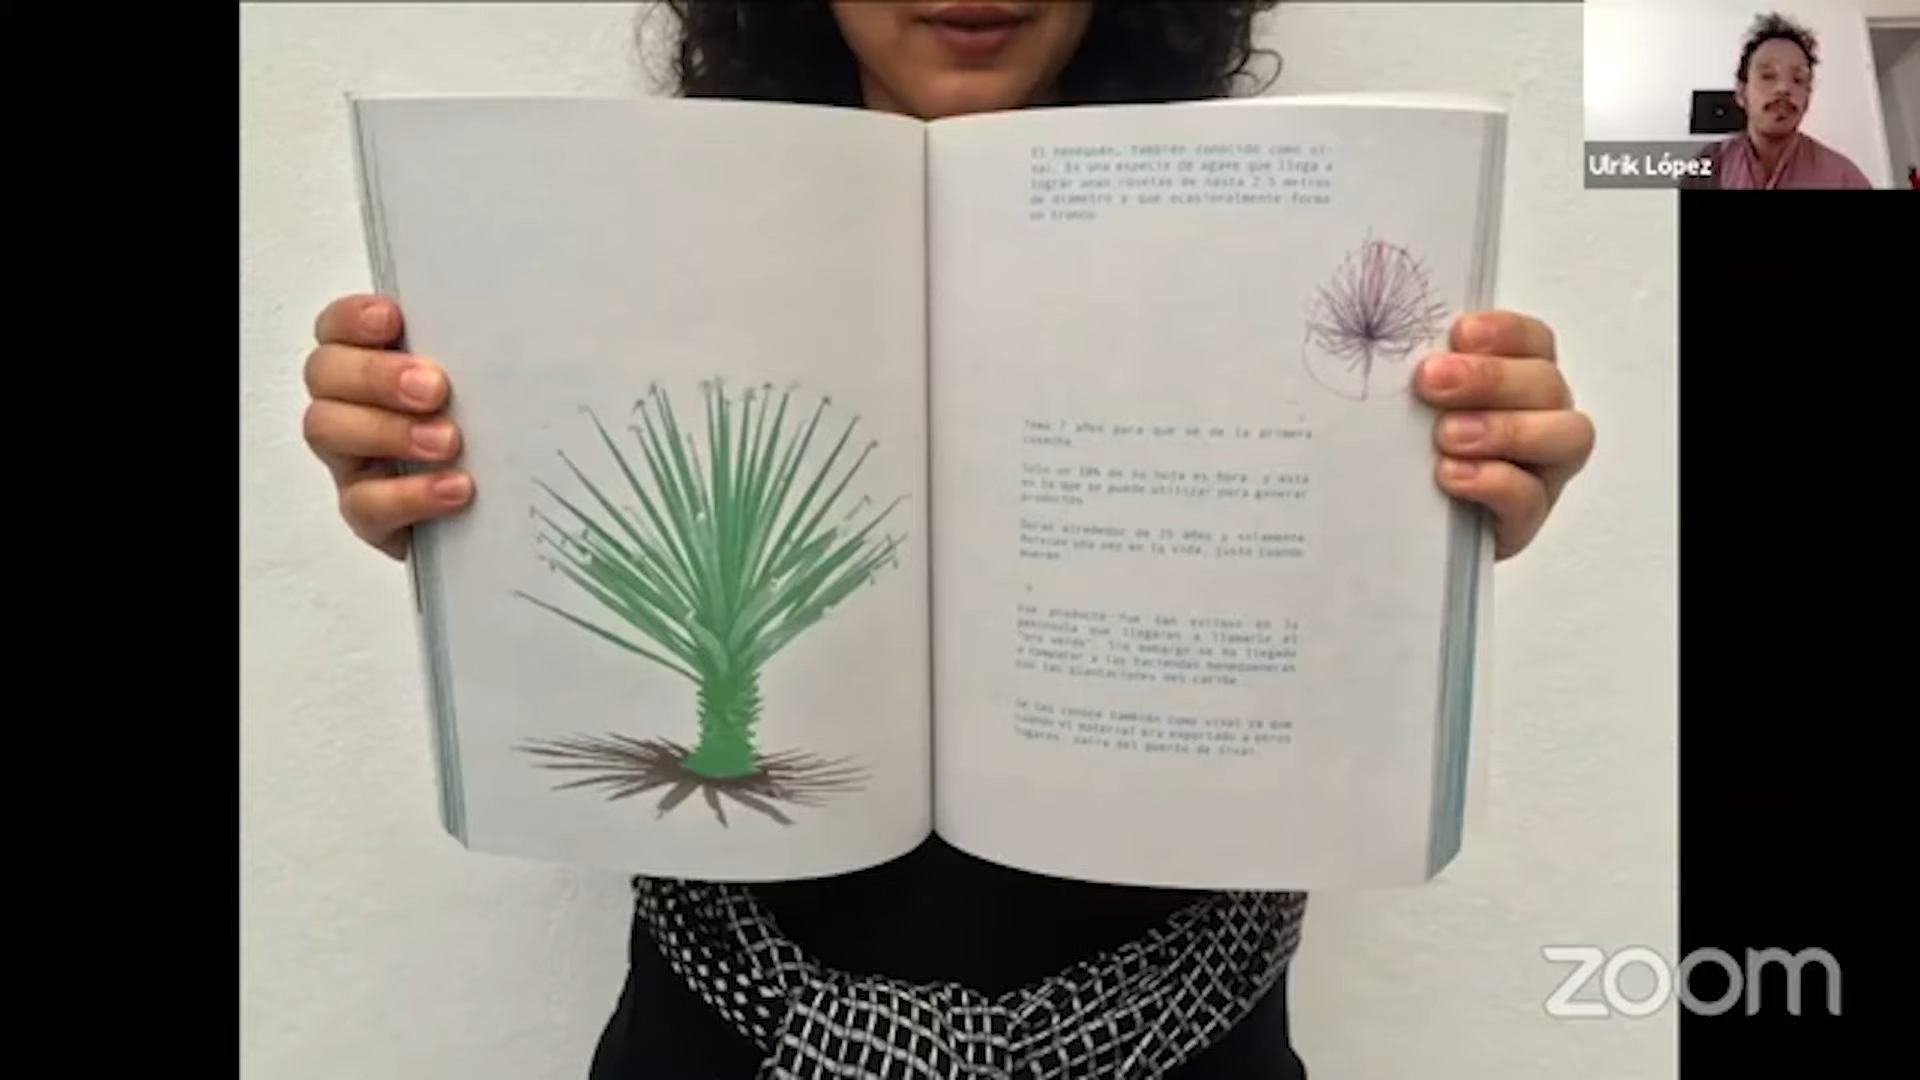 El henequén, también conocido como si-
sal. Es una especie de agave que llega a
lograr unas rosetas de hasta 2.5 metros
de diámetro y que ocasionalmente forma
un tronco.
Toma 7 años para que se de la primera
cosecha.
Solo un 10% de su hoja es fibra y esta
es la que se puede utilizar para generar
productos
Duran alrededor de 25 años y solamente
florecen una vez en la vida, justo cuando
mueren
Ese producto fue tan exitoso en la
península que llegaron a llamarle el
"oro verde". Sin embargo se ha llegado
a comparar a las haciendas henequeneras
con las plantaciones del caribe.
Se les conoce también como sisal ya que
cuando el material era exportado a otros
lugares, salía del puerto de Sisal.
Ulrik López
zoom